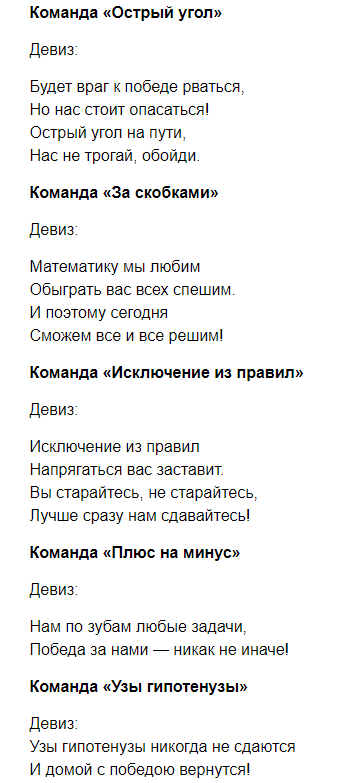 Команда «Острый угол»
Девиз:
Будет враг к победе рваться,
Но нас стоит опасаться!
Острый угол на пути,
Нас не трогай, обойди.
Команда «За скобками»
Девиз:
Математику мы любим
Обыграть вас всех спешим.
И поэтому сегодня
Сможем все и все решим!
Команда «Исключение из правил»
Девиз:
Исключение из правил
Напрягаться вас заставит.
Вы старайтесь, не старайтесь,
Лучше сразу нам сдавайтесь!
Команда «Плюс на минус»
Девиз:
Нам по зубам любые задачи,
Победа за нами — никак не иначе!
Команда «Узы гипотенузы»
Девиз:
Узы гипотенузы никогда не сдаются
И домой с победою вернутся!